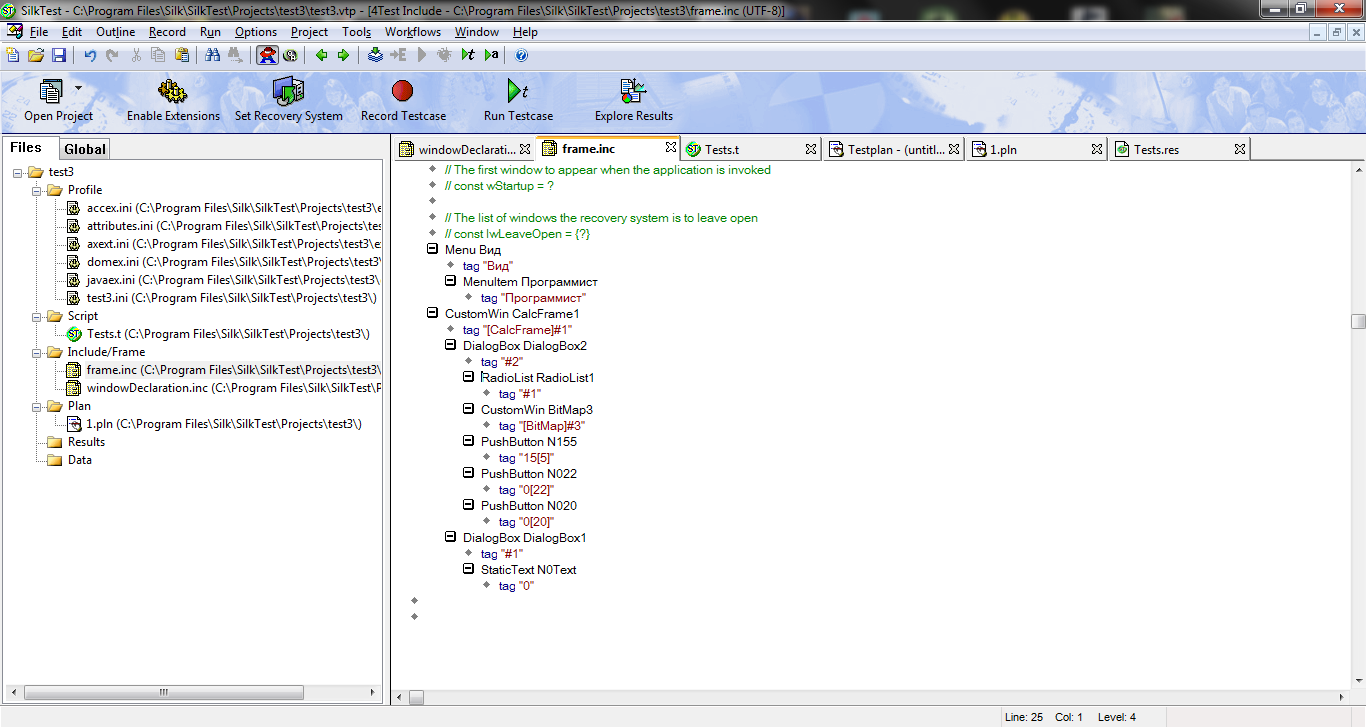 SilkTest - C:\Program Files\Silk\SilkTest\Projects\test3\test3.vtp - [4Test Include - C:\Program Files\Silk\SilkTest\Projects\test3\frame.inc (UTF-8)]
File Edit Outline Record Run Options Project Tools Workflows Window Help
Open Project Enable Extensions Set Recovery System Record Testcase Run Testcase Explore Results
Files Global
test3
Profile
accex.ini (C:\Program Files\Silk\SilkTest\Projects\test3\
attributes.ini (C:\Program Files\Silk\SilkTest\Projects\tes
axext.ini (C:\Program Files\Silk\SilkTest\Projects\test3\
domex.ini (C:\Program Files\Silk\SilkTest\Projects\test3\
javaex.ini (C:\Program Files\Silk\SilkTest\Projects\test3\
test3.ini (C:\Program Files\Silk\SilkTest\Projects\test3\)
Script
Tests.t (C:\Program Files\Silk\SilkTest\Projects\test3\)
Include/Frame
frame.inc (C:\Program Files\Silk\SilkTest\Projects\test3\
windowDeclaration.inc (C:\Program Files\Silk\SilkTest\P
Plan
1.pln (C:\Program Files\Silk\SilkTest\Projects\test3\)
Results
Data
windowDeclarati... frame.inc Tests.t Testplan - (untitl... 1.pln Tests.res
// The first window to appear when the application is invoked
// const wStartup = ?
// The list of windows the recovery system is to leave open
// const lwLeaveOpen = {?}
Menu Вид
tag "Вид"
MenuItem Программист
tag "Программист"
CustomWin CalcFrame1
tag "[CalcFrame]#1"
DialogBox DialogBox2
tag "#2"
RadioList RadioList1
tag "#1"
CustomWin BitMap3
tag "[BitMap]#3"
PushButton N155
tag "15[5]"
PushButton N022
tag "0[22]"
PushButton N020
tag "0[20]"
DialogBox DialogBox1
tag "#1"
StaticText N0Text
tag "0"
Line: 25 Col: 1 Level: 4